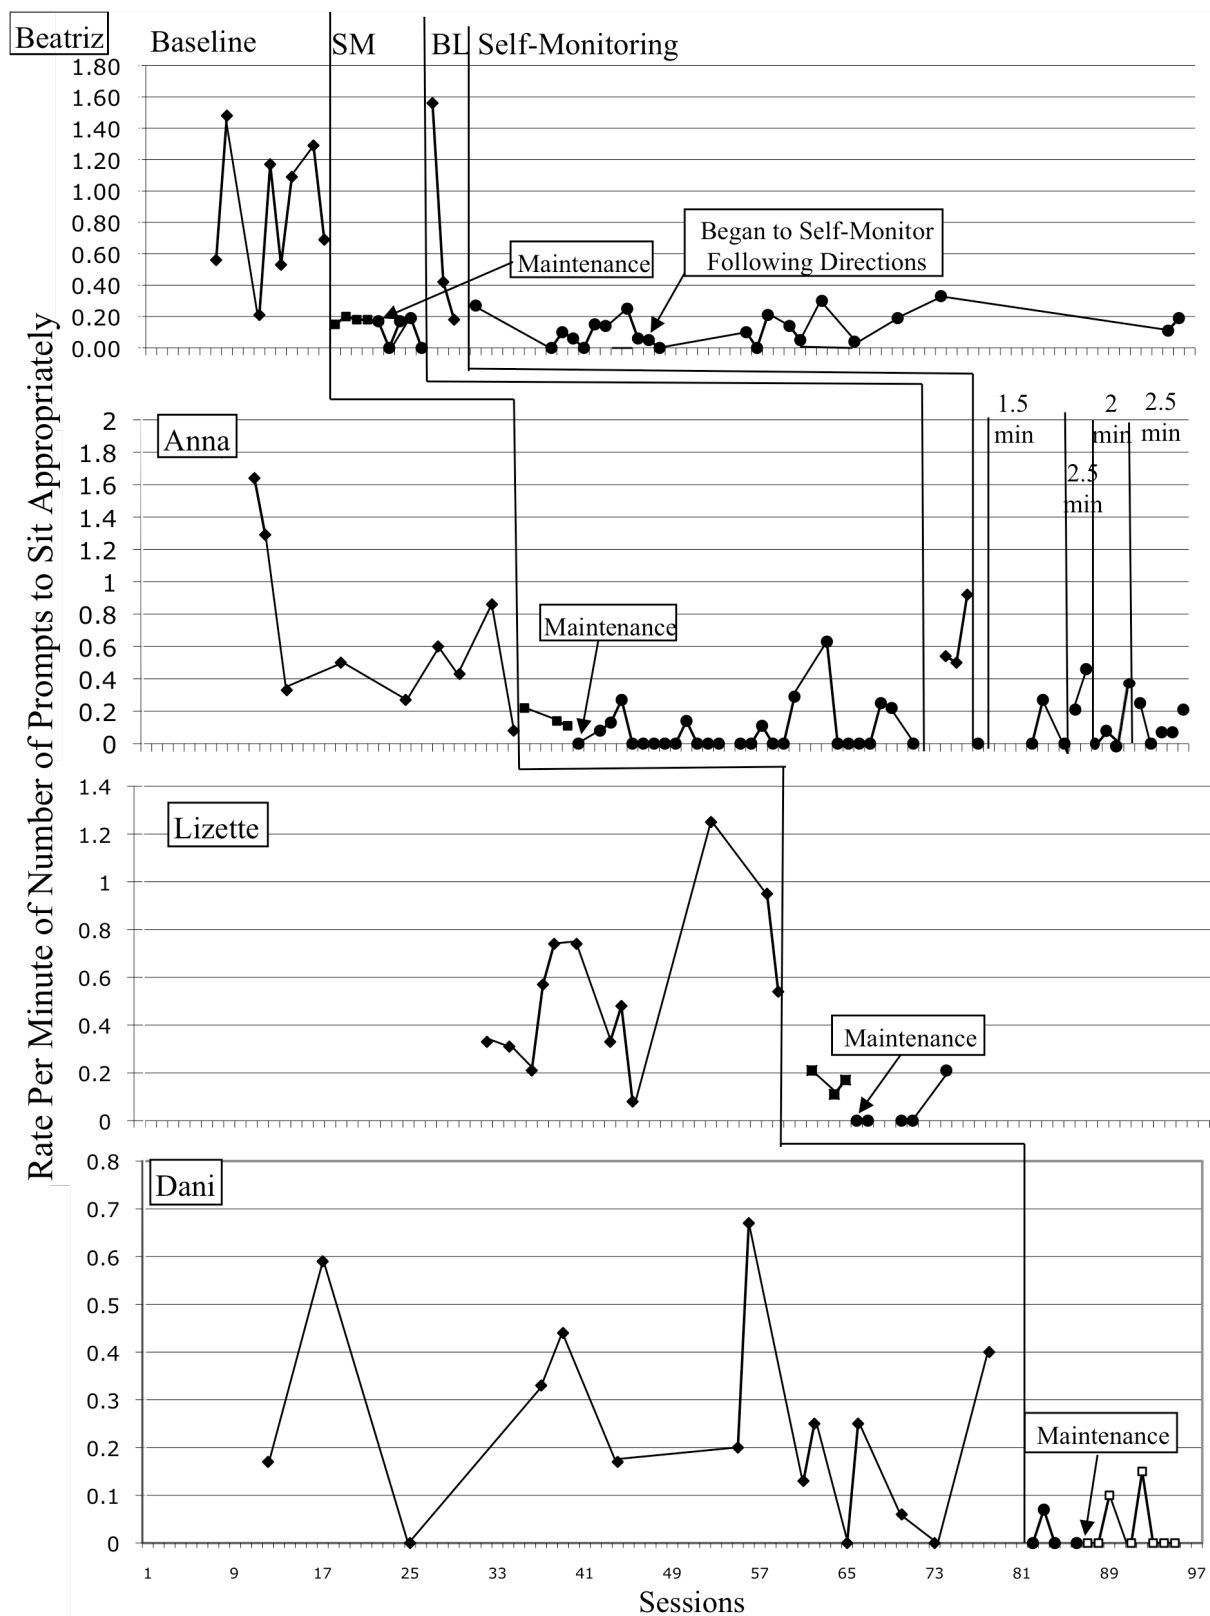 Beatriz Baseline SM BL Self-Monitoring
1.80
1.60
1.40
1.20
1.00
0.80
0.60
0.40
0.20
0.00
Began to Self-Monitor
Following Directions
Maintenance
Rate Per Minute of Number of Prompts to Sit Appropriately
Anna
2
1.8
1.6
1.4
1.2
1
0.8
0.6
0.4
0.2
0
1.5
min
2.5
min
2
min
2.5
min
Maintenance
Lizette
1.4
1.2
1
0.8
0.6
0.4
0.2
0
Maintenance
Dani
0.8
0.7
0.6
0.5
0.4
0.3
0.2
0.1
0
Maintenance
1 9 17 25 33 41 49 57 65 73 81 89 97
Sessions